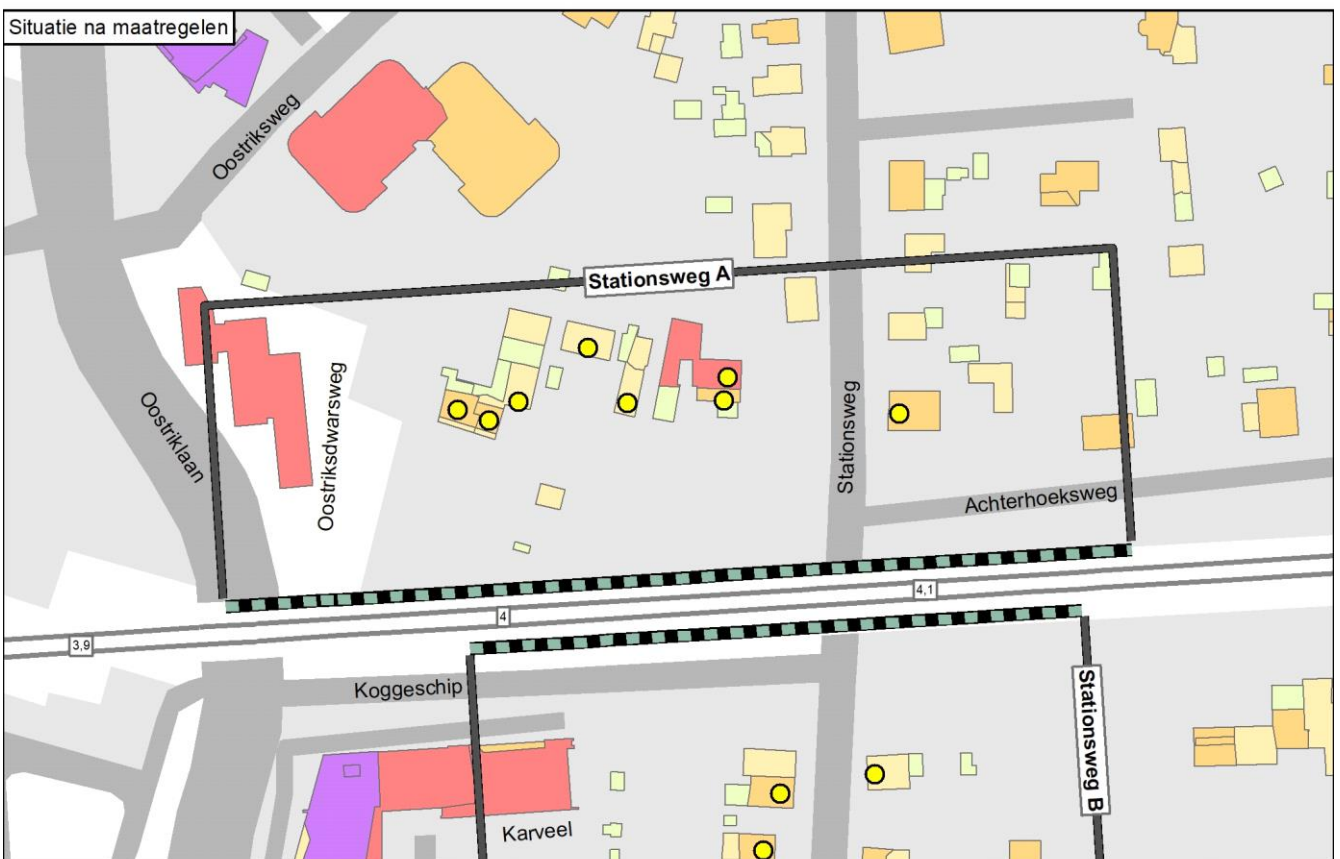 Situatie na maatregelen
Oostriksweg
Stationsweg A
Oostriklaan
Oostriksdwarsweg
Stationsweg
Achterhoeksweg
4,1
4
3,9
Koggeschip
Stationsweg B
Karveel